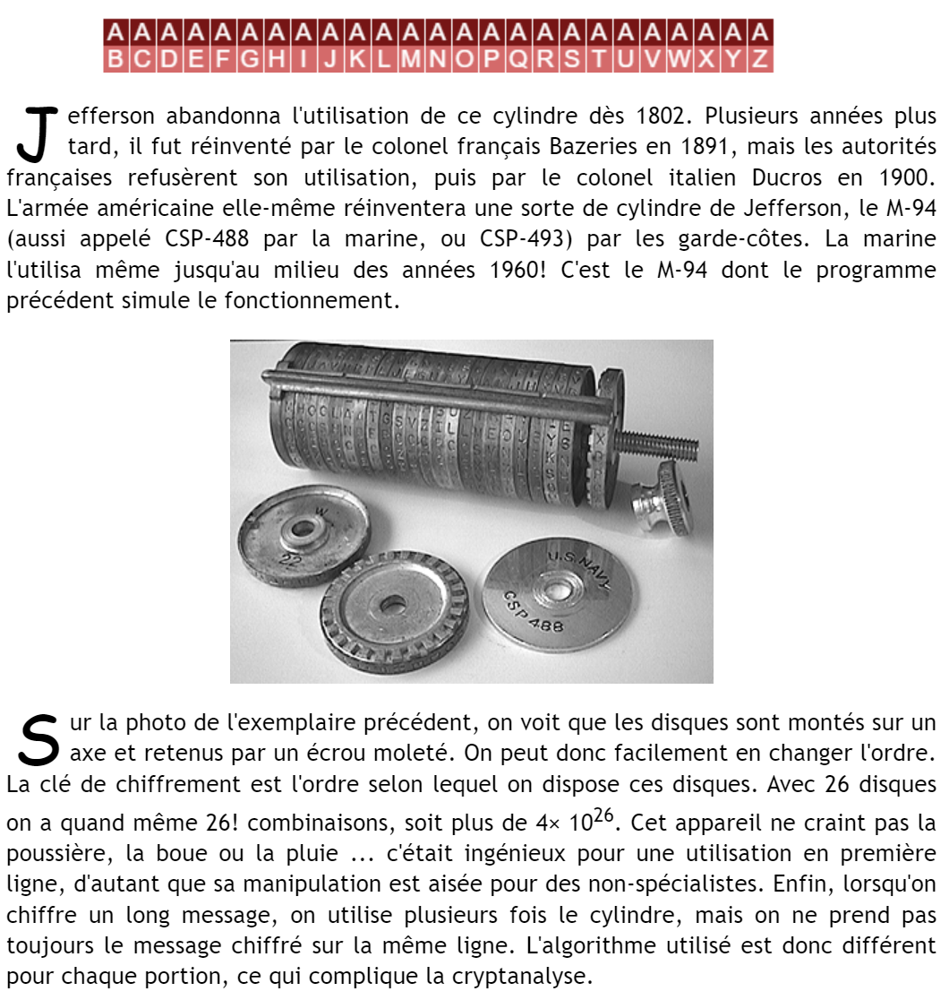 A A A A A A A A A A A A A A A A A A A A A A A A A
B C D E F G H I J K L M N O P Q R S T U V W X Y Z
Jefferson abandonna l'utilisation de ce cylindre dès 1802. Plusieurs années plus
tard, il fut réinventé par le colonel français Bazeries en 1891, mais les autorités
françaises refusèrent son utilisation, puis par le colonel italien Ducros en 1900.
L'armée américaine elle-même réinventera une sorte de cylindre de Jefferson, le M-94
(aussi appelé CSP-488 par la marine, ou CSP-493) par les garde-côtes. La marine
l'utilisa même jusqu'au milieu des années 1960! C'est le M-94 dont le programme
précédent simule le fonctionnement.
W
22
U.S. NAVY
CSP 488
Sur la photo de l'exemplaire précédent, on voit que les disques sont montés sur un
axe et retenus par un écrou moleté. On peut donc facilement en changer l'ordre.
La clé de chiffrement est l'ordre selon lequel on dispose ces disques. Avec 26 disques
on a quand même 26! combinaisons, soit plus de 4× 10²⁶. Cet appareil ne craint pas la
poussière, la boue ou la pluie ... c'était ingénieux pour une utilisation en première
ligne, d'autant que sa manipulation est aisée pour des non-spécialistes. Enfin, lorsqu'on
chiffre un long message, on utilise plusieurs fois le cylindre, mais on ne prend pas
toujours le message chiffré sur la même ligne. L'algorithme utilisé est donc différent
pour chaque portion, ce qui complique la cryptanalyse.